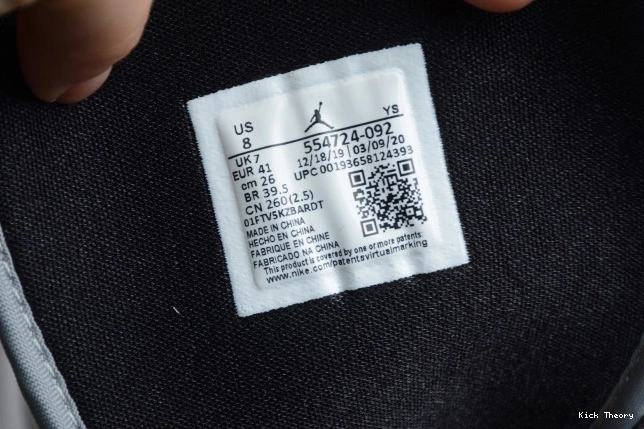 US 8 YS
UK 7 554724-092
EUR 41 12/18/19 | 03/09/20
cm 26 UPC 00193658124393
BR 39.5
CN 260(2.5)
01FTV5KZBARDT
MADE IN CHINA
HECHO EN CHINA
FABRIQUE EN CHINE
FABRICADO NA CHINA
This product is covered by one or more patents:
www.nike.com/patentsvirtualmarking
Kick Theory